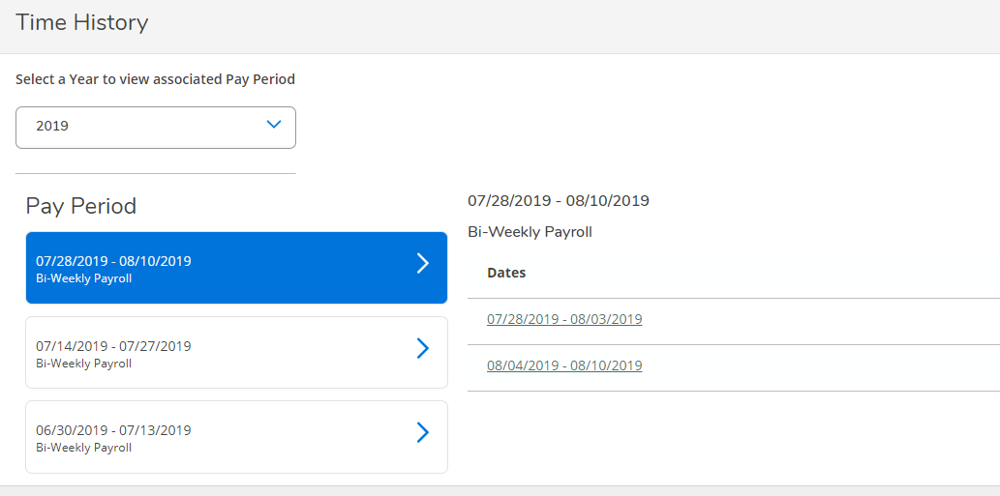 Time History
Select a Year to view associated Pay Period
2019
Pay Period
07/28/2019 - 08/10/2019
Bi-Weekly Payroll
07/14/2019 - 07/27/2019
Bi-Weekly Payroll
06/30/2019 - 07/13/2019
Bi-Weekly Payroll
07/28/2019 - 08/10/2019
Bi-Weekly Payroll
Dates
07/28/2019 - 08/03/2019
08/04/2019 - 08/10/2019